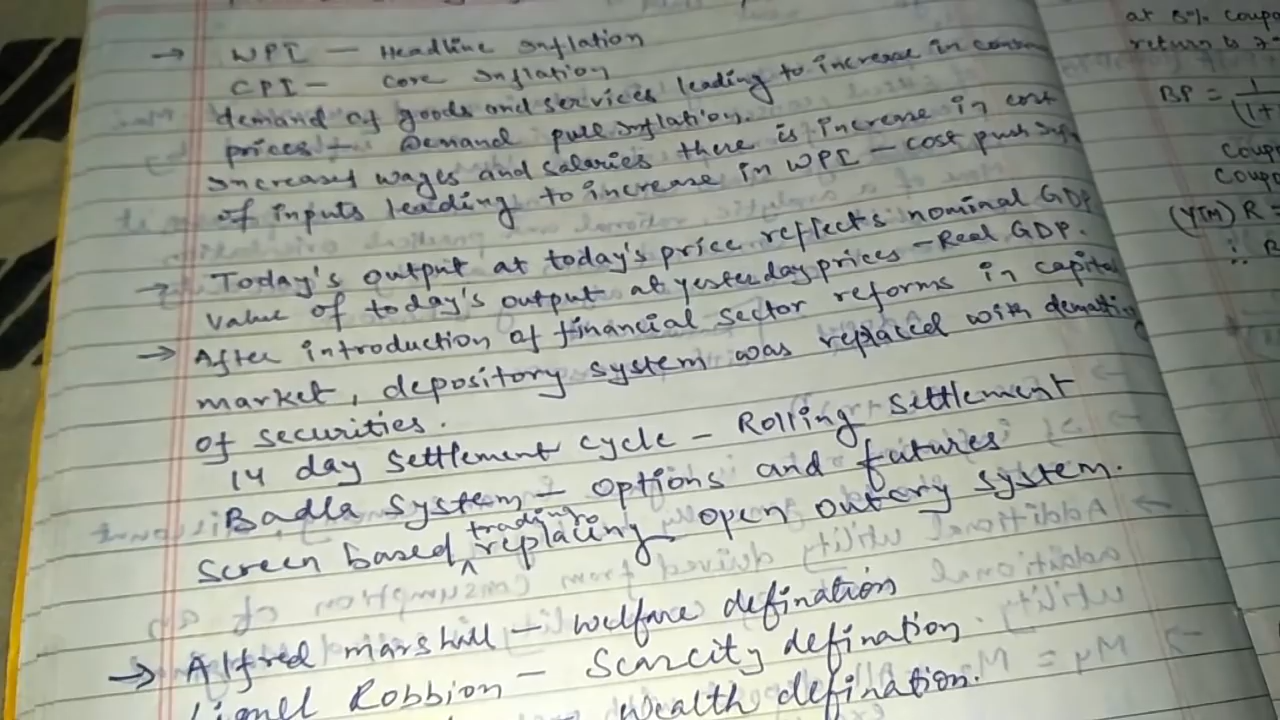 → WPI — Headline Inflation
CPI — Core Inflation
demand of goods and services leading to increase in
prices — Demand pull Inflation.
Increased wages and salaries there is increase in cost
of inputs leading to increase in WPI — cost push
→ Today's output at today's price reflects nominal GDP
Value of today's output at yesterday prices — Real GDP.
→ After introduction of financial sector reforms in capital
market, depository system was replaced with
of securities.
14 day settlement cycle — Rolling settlement
Badla System — options and futures
Screen based trading replacing open outcry system.
→ Alfred marshall — welfare defination
Lionel Robbion — Scarcity defination
Wealth defination.
at 8% coupo
return is
BP = 1
(1+
Coup
Coupo
(YTM) R =
∴ B